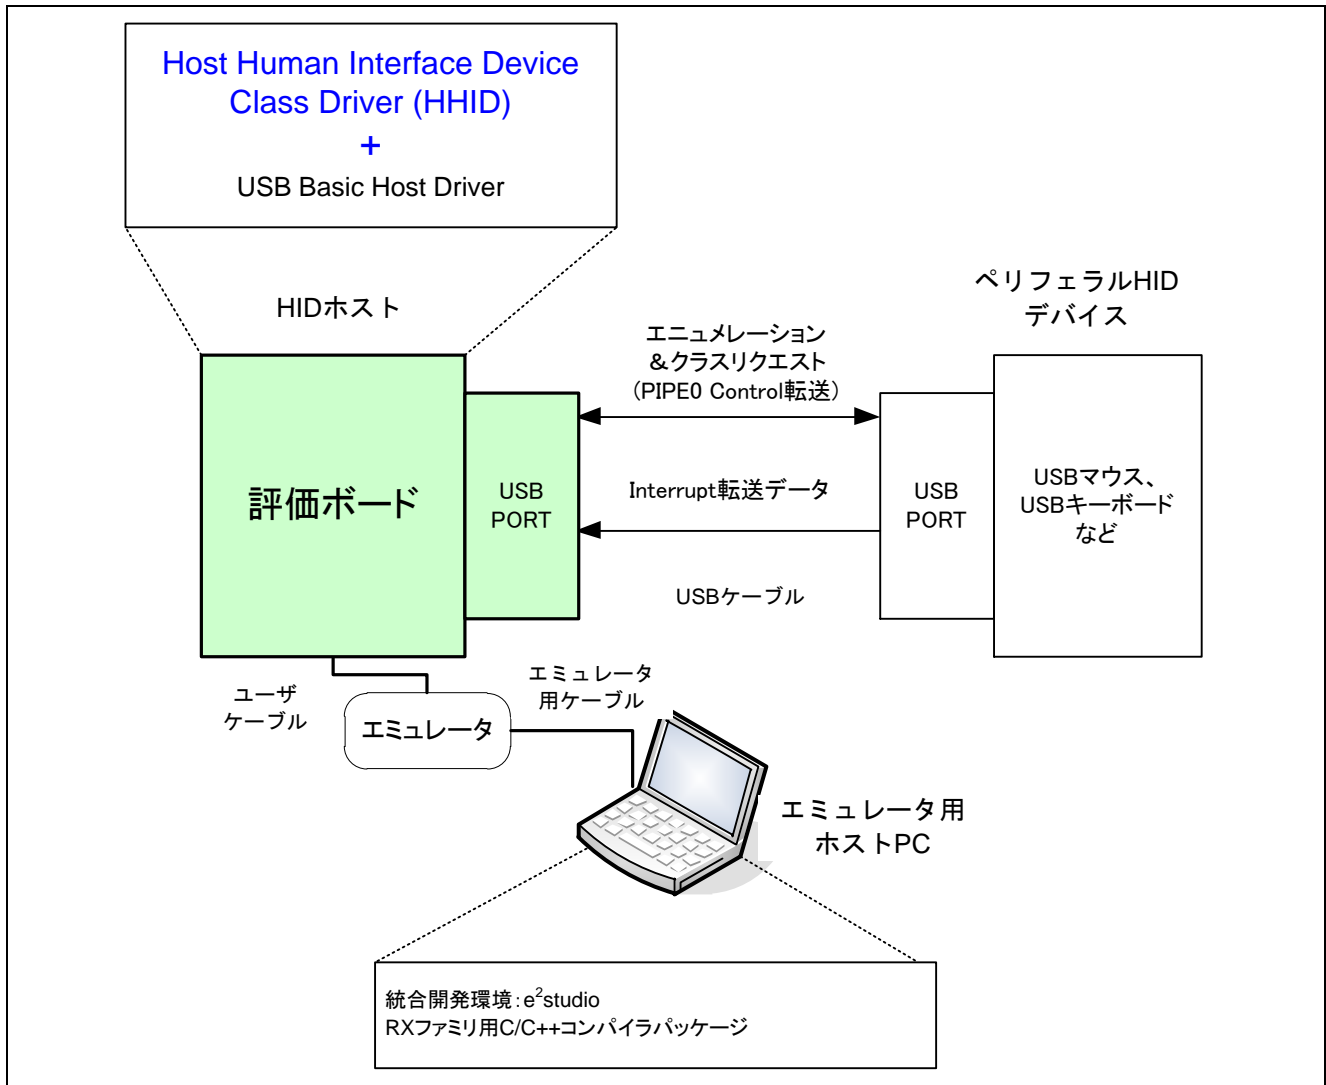 Host Human Interface Device
Class Driver (HHID)
+
USB Basic Host Driver
HIDホスト
ペリフェラルHID
デバイス
エニュメレーション
&クラスリクエスト
(PIPE0 Control転送)
評価ボード
USB
PORT
Interrupt転送データ
USB
PORT
USBマウス、
USBキーボード
など
USBケーブル
ユーザ
ケーブル
エミュレータ
エミュレータ
用ケーブル
エミュレータ用
ホストPC
統合開発環境:e²studio
RXファミリ用C/C++コンパイラパッケージ